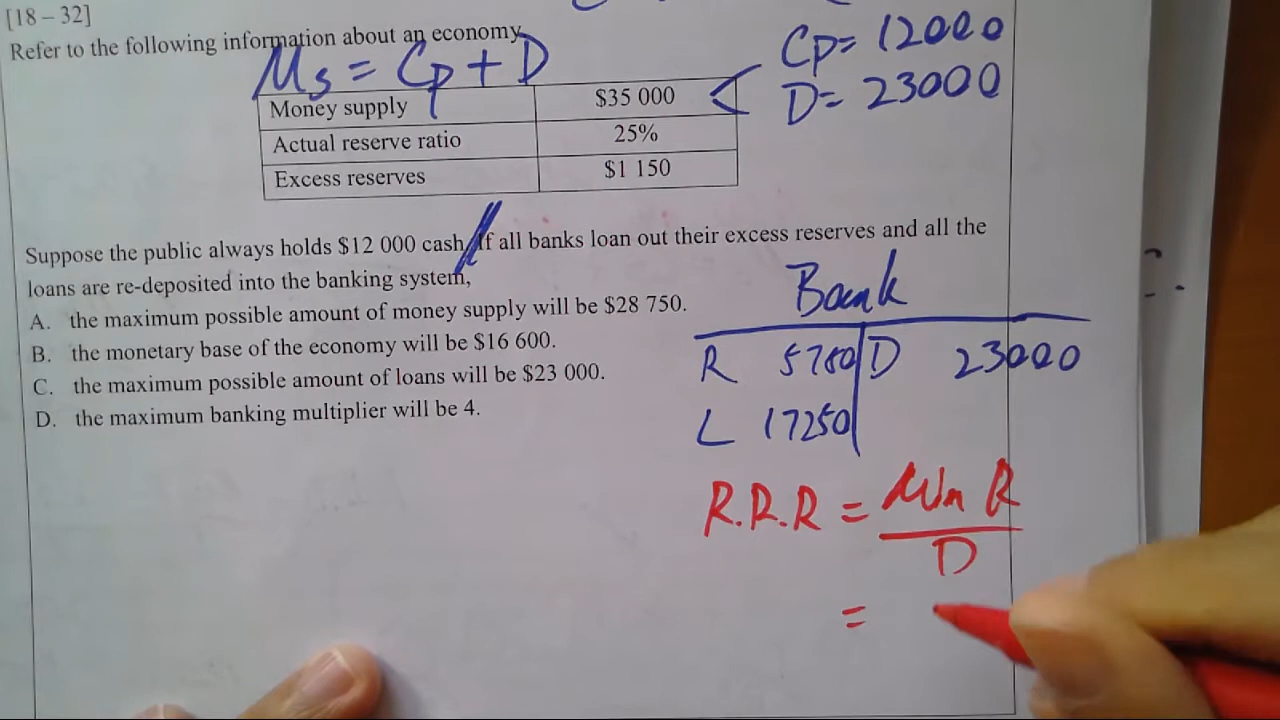 [18 – 32]
Refer to the following information about an economy.
Ms = Cp + D
Cp = 12000
D = 23000
Money supply $35 000
Actual reserve ratio 25%
Excess reserves $1 150
Suppose the public always holds $12 000 cash. If all banks loan out their excess reserves and all the
loans are re-deposited into the banking system,
A. the maximum possible amount of money supply will be $28 750.
B. the monetary base of the economy will be $16 600.
C. the maximum possible amount of loans will be $23 000.
D. the maximum banking multiplier will be 4.
Bank
R 5750 D 23000
L 17250
R.R.R = Min R
D
=